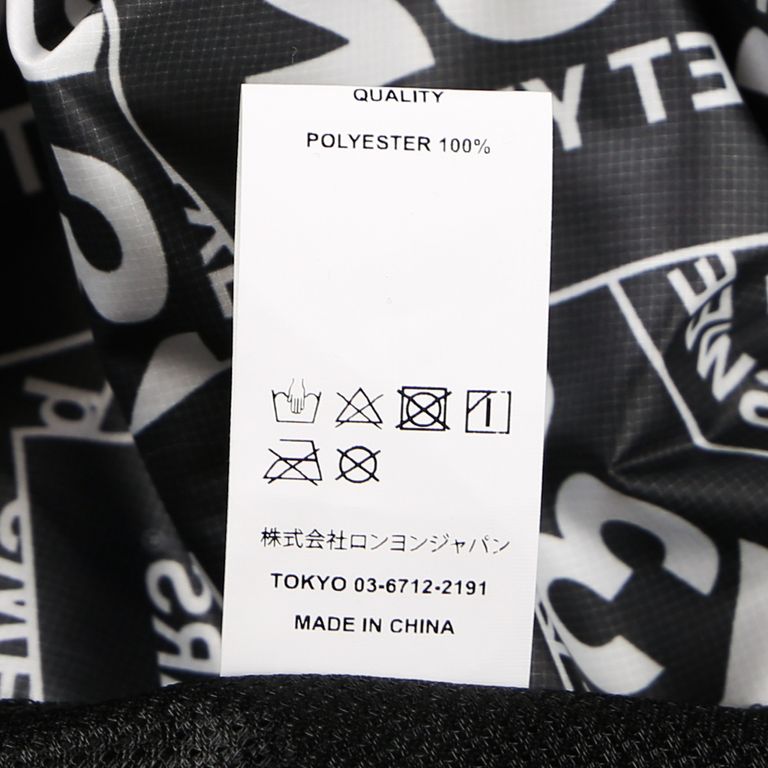 QUALITY
POLYESTER 100%
株式会社ロンヨンジャパン
TOKYO 03-6712-2191
MADE IN CHINA